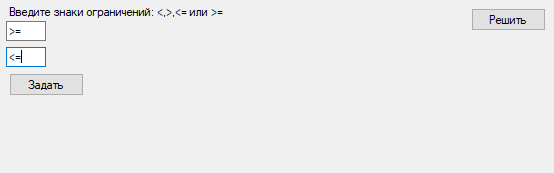 Введите знаки ограничений: <,>,<= или >=
Решить
>=
<=
Задать